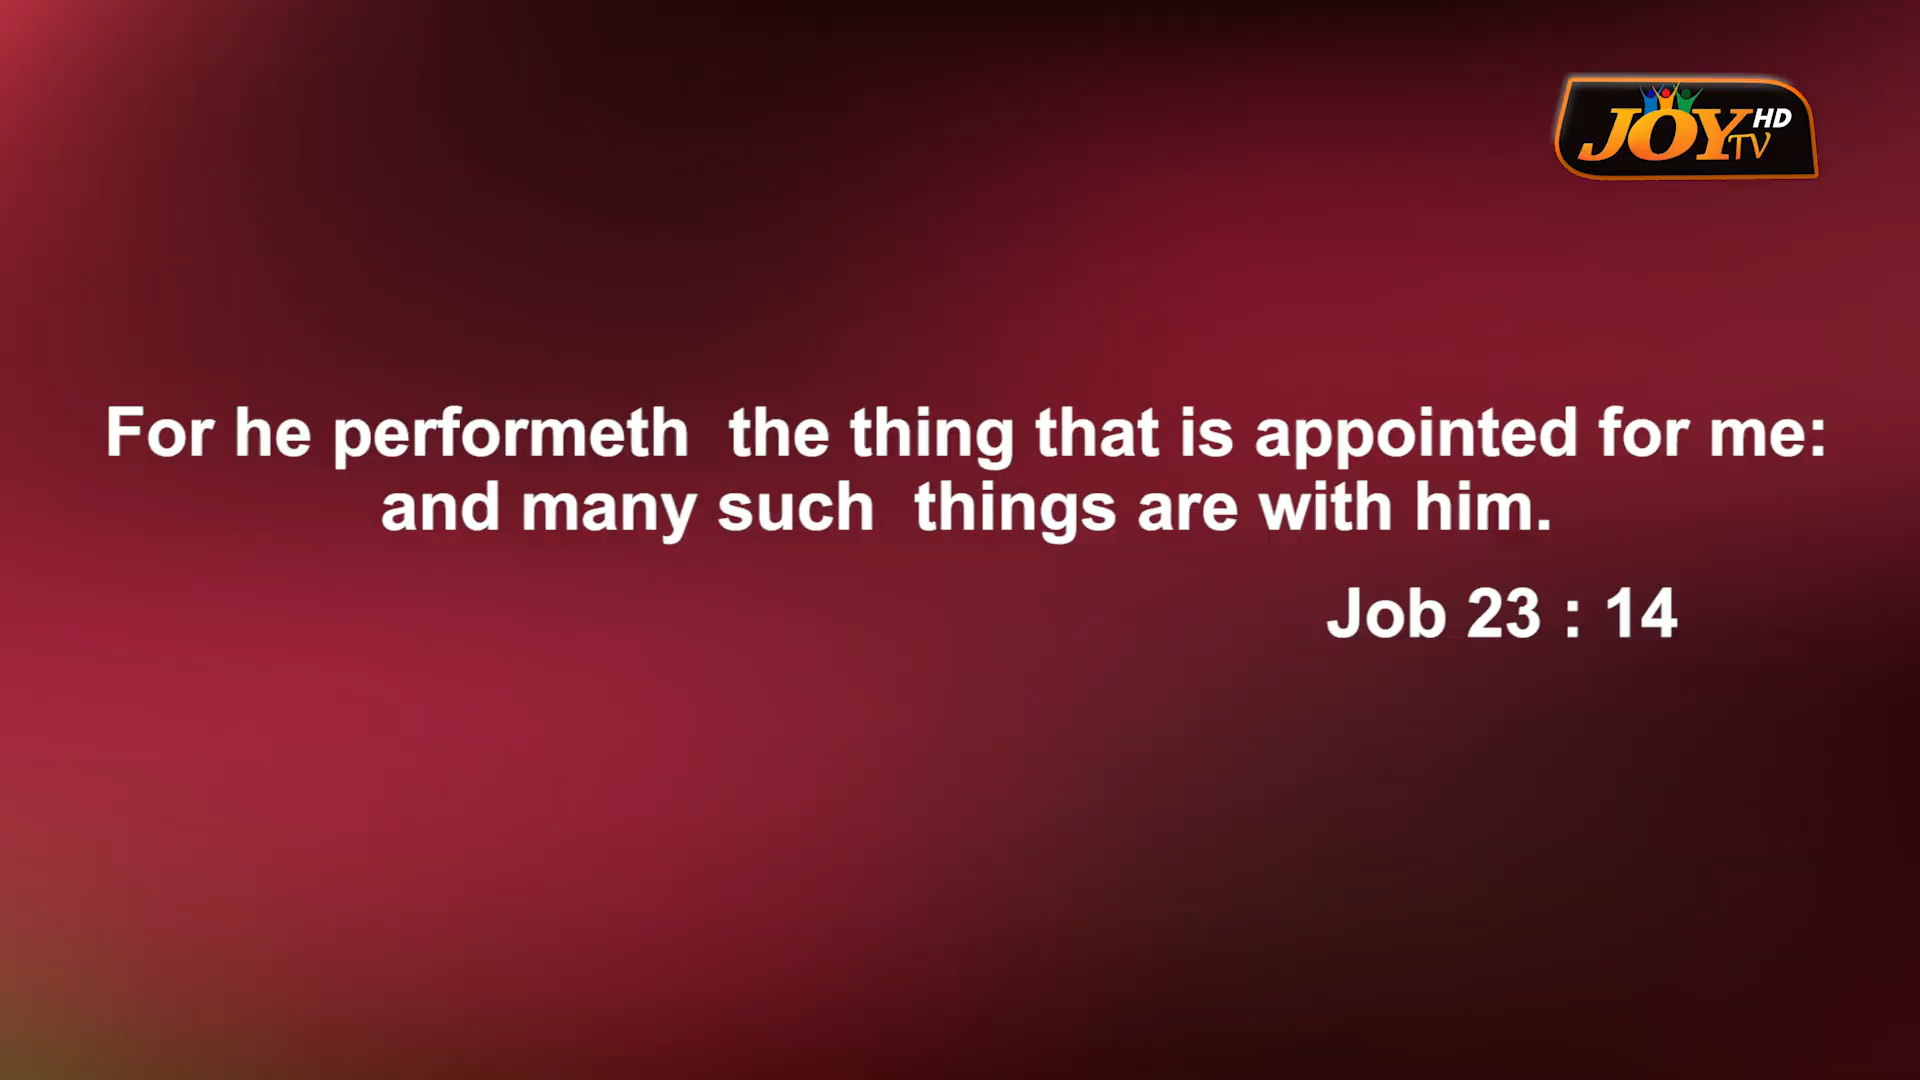 JOY TV HD
For he performeth  the thing that is appointed for me:
and many such  things are with him.
Job 23 : 14